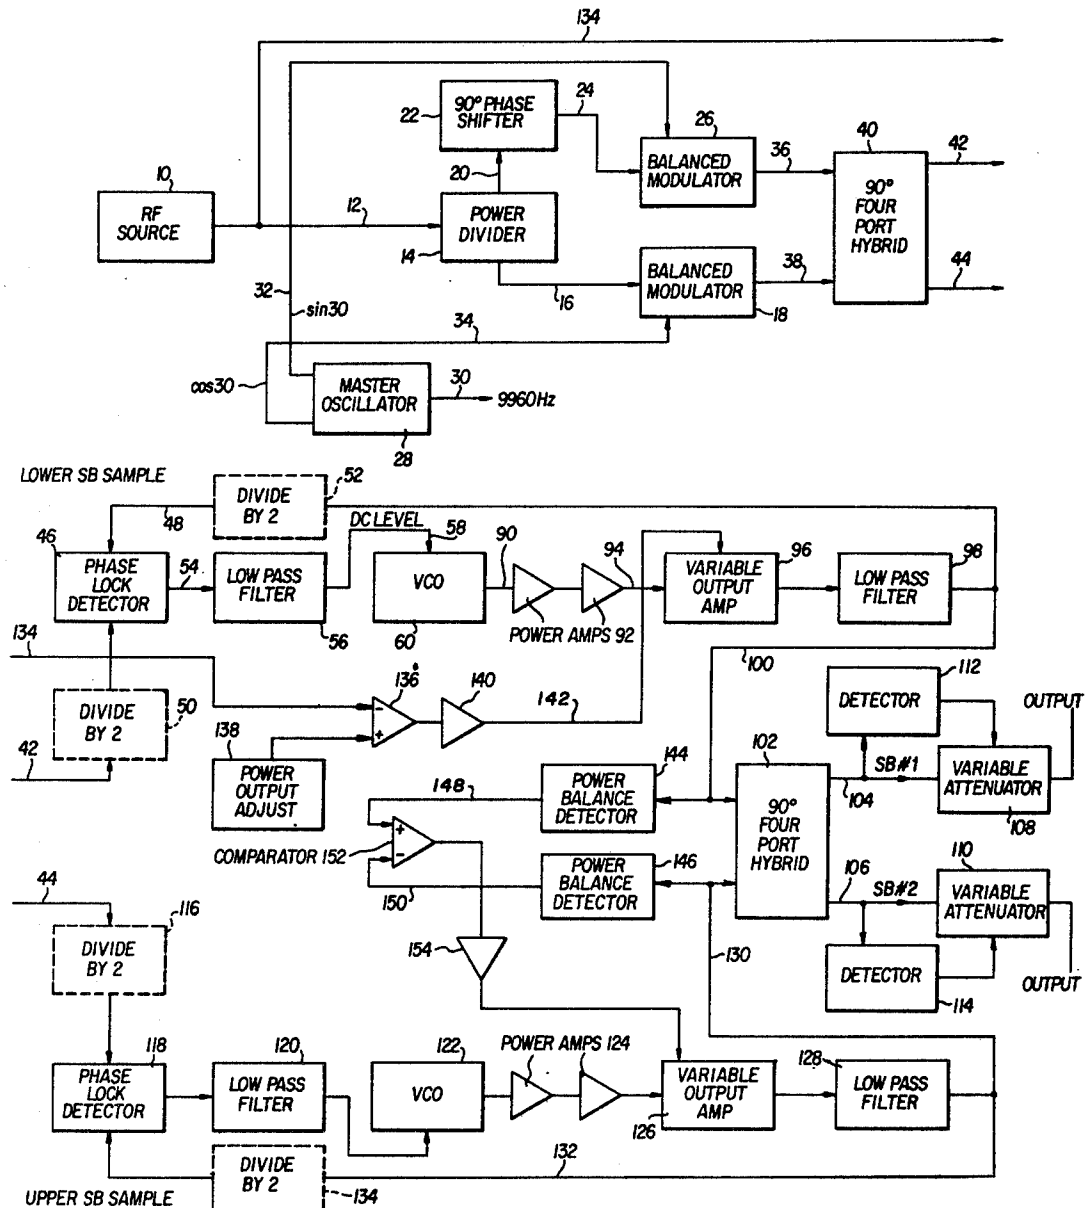 134
22
90° PHASE
SHIFTER
24
26
BALANCED
MODULATOR
36
40
90°
FOUR
PORT
HYBRID
42
20
10
RF
SOURCE
12
POWER
DIVIDER
14
16
BALANCED
MODULATOR
18
38
44
32
sin30
34
cos30
MASTER
OSCILLATOR
28
30
9960Hz
LOWER SB SAMPLE
48
DIVIDE
BY 2
52
DC LEVEL
46
PHASE
LOCK
DETECTOR
54
LOW PASS
FILTER
56
58
VCO
60
90
POWER AMPS 92
94
VARIABLE
OUTPUT
AMP
96
LOW PASS
FILTER
98
134
100
DIVIDE
BY 2
50
42
136
140
142
138
POWER
OUTPUT
ADJUST
112
DETECTOR
OUTPUT
102
90°
FOUR
PORT
HYBRID
SB#1
104
VARIABLE
ATTENUATOR
108
148
POWER
BALANCE
DETECTOR
144
COMPARATOR 152
150
POWER
BALANCE
DETECTOR
146
106
SB#2
110
VARIABLE
ATTENUATOR
44
DIVIDE
BY 2
116
154
130
DETECTOR
114
OUTPUT
118
PHASE
LOCK
DETECTOR
120
LOW PASS
FILTER
122
VCO
POWER AMPS 124
VARIABLE
OUTPUT
AMP
126
128
LOW PASS
FILTER
132
DIVIDE
BY 2
134
UPPER SB SAMPLE